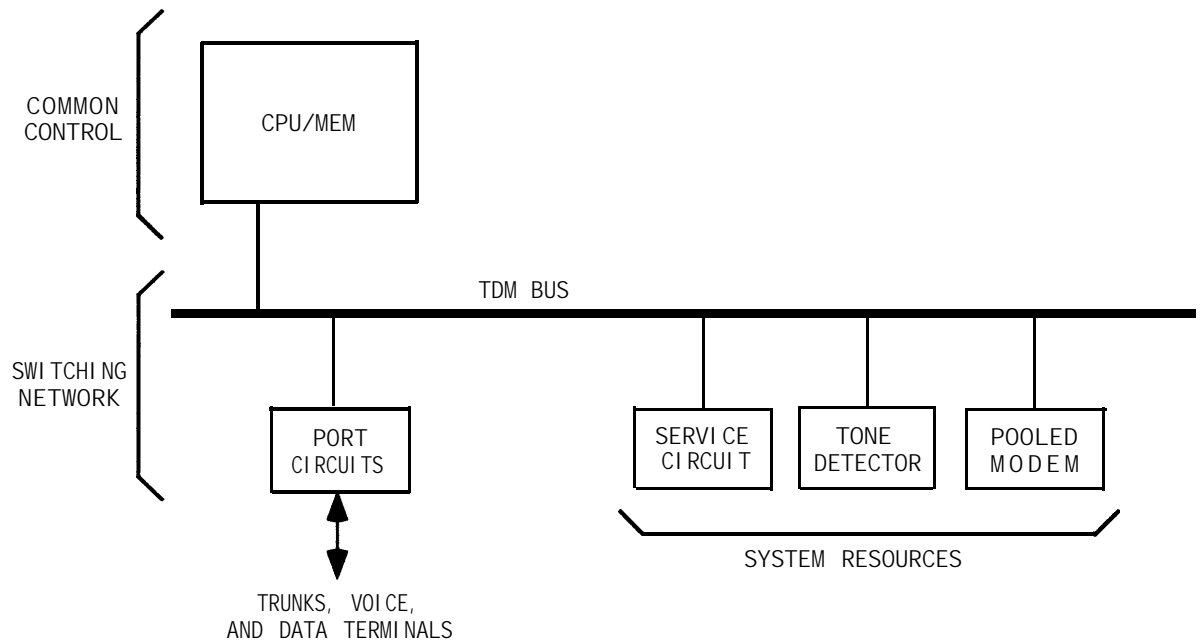 COMMON
CONTROL
CPU/MEM
TDM BUS
SWITCHING
NETWORK
PORT
CIRCUITS
SERVICE
CIRCUIT
TONE
DETECTOR
POOLED
MODEM
SYSTEM RESOURCES
TRUNKS, VOICE,
AND DATA TERMINALS